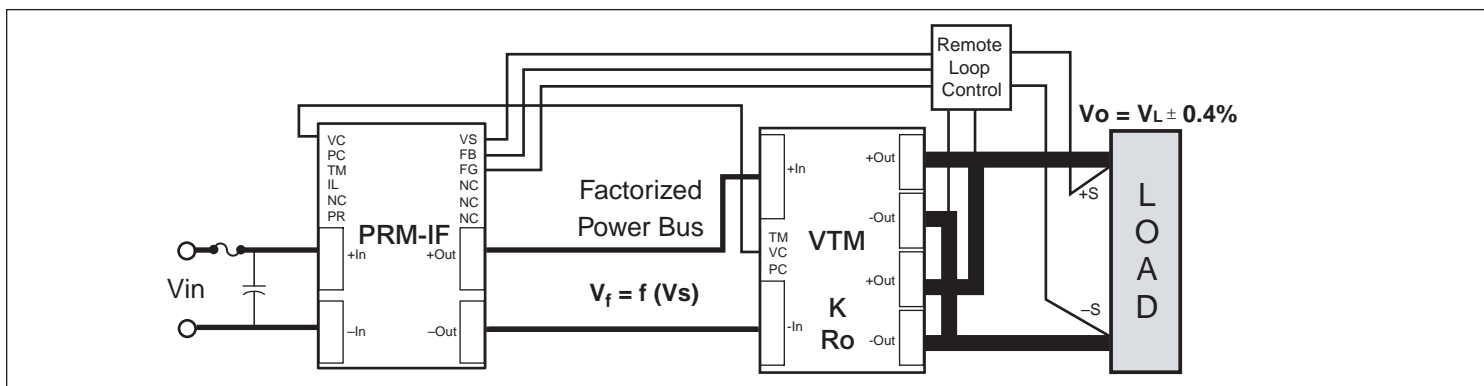 Remote
Loop
Control
Vo = VL ± 0.4%
VC
PC
TM
IL
NC
PR
VS
FB
FG
NC
NC
NC
PRM-IF
+In
+Out
–In
–Out
Vin
Factorized
Power Bus
Vf = f (Vs)
+In
TM
VC
PC
-In
VTM
K
Ro
+Out
-Out
+Out
-Out
+S
–S
L
O
A
D